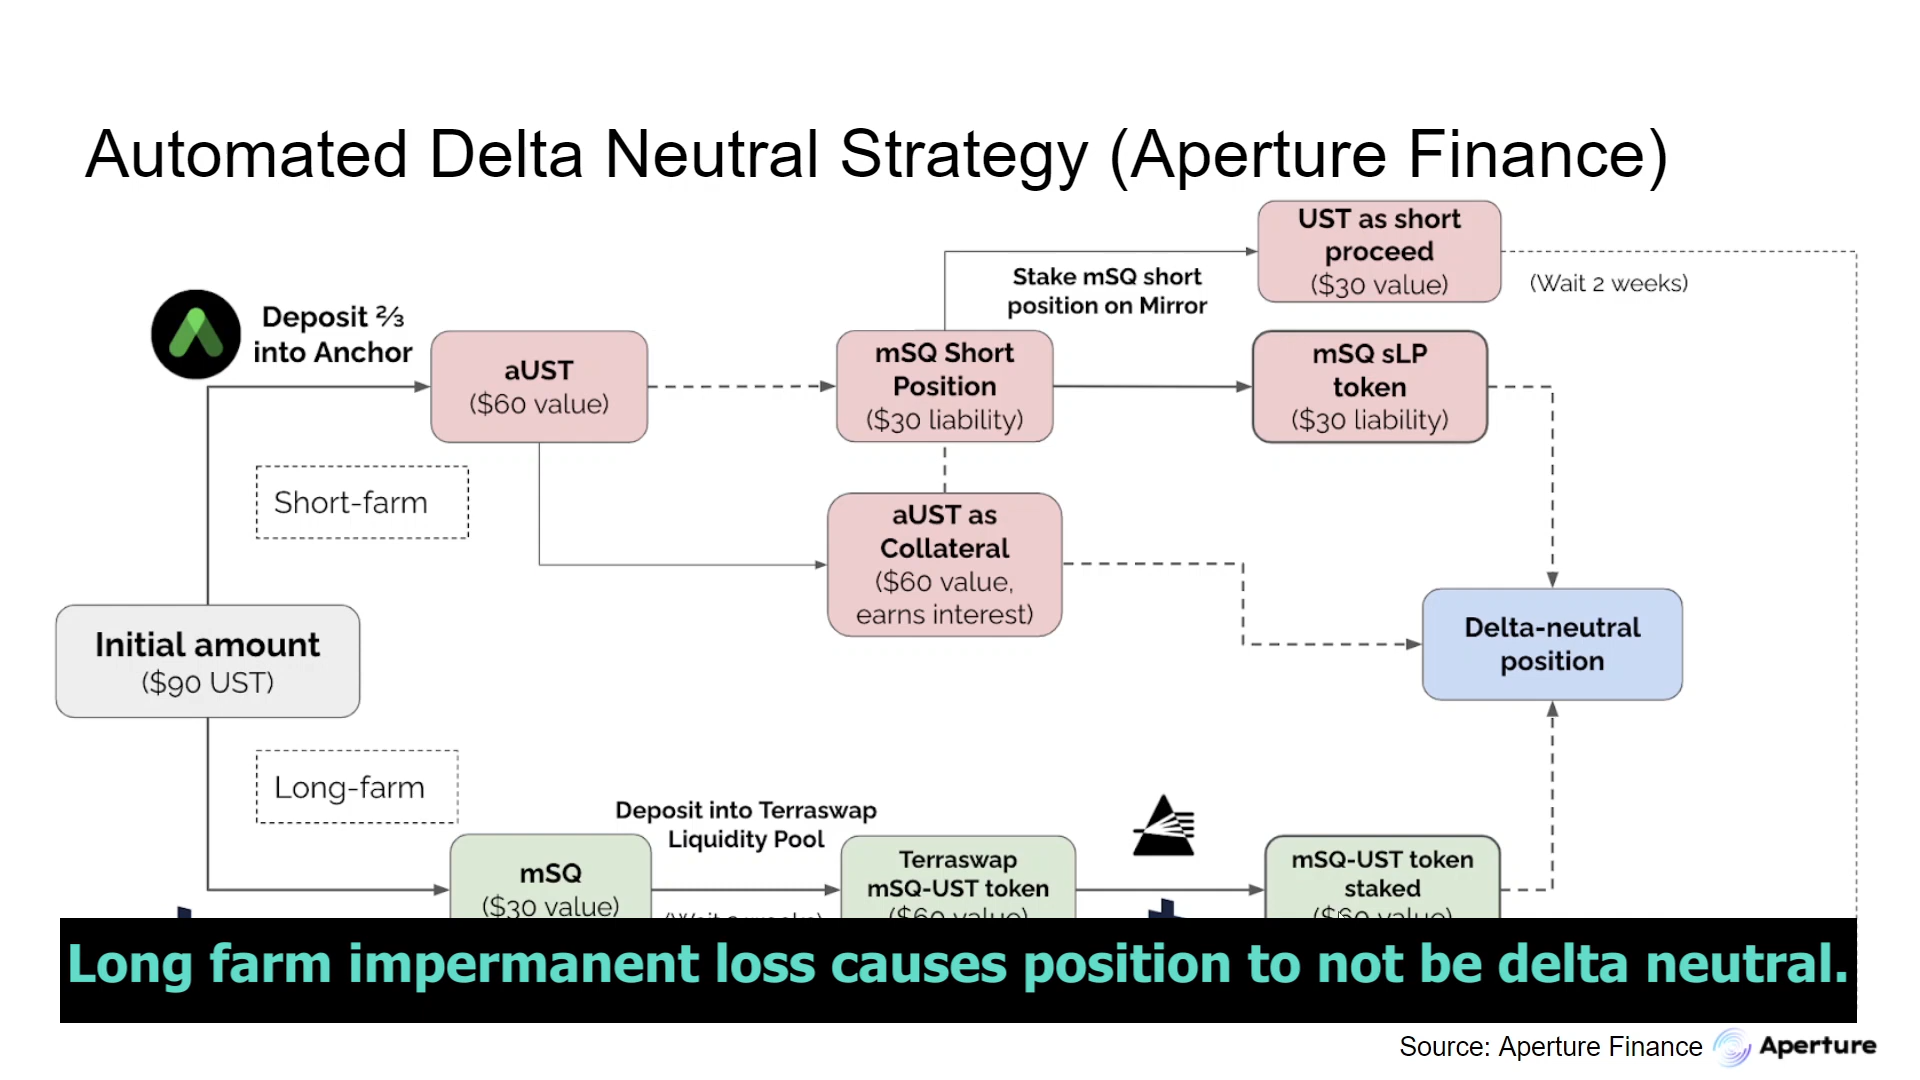 Automated Delta Neutral Strategy (Aperture Finance)
UST as short
proceed
($30 value)
(Wait 2 weeks)
Stake mSQ short
position on Mirror
Deposit ⅔
into Anchor
aUST
($60 value)
mSQ Short
Position
($30 liability)
mSQ sLP
token
($30 liability)
Short-farm
aUST as
Collateral
($60 value,
earns interest)
Initial amount
($90 UST)
Delta-neutral
position
Long-farm
Deposit into Terraswap
Liquidity Pool
mSQ
($30 value)
Terraswap
mSQ-UST token
($60 value)
mSQ-UST token
staked
($60 value)
Long farm impermanent loss causes position to not be delta neutral.
Source: Aperture Finance
Aperture